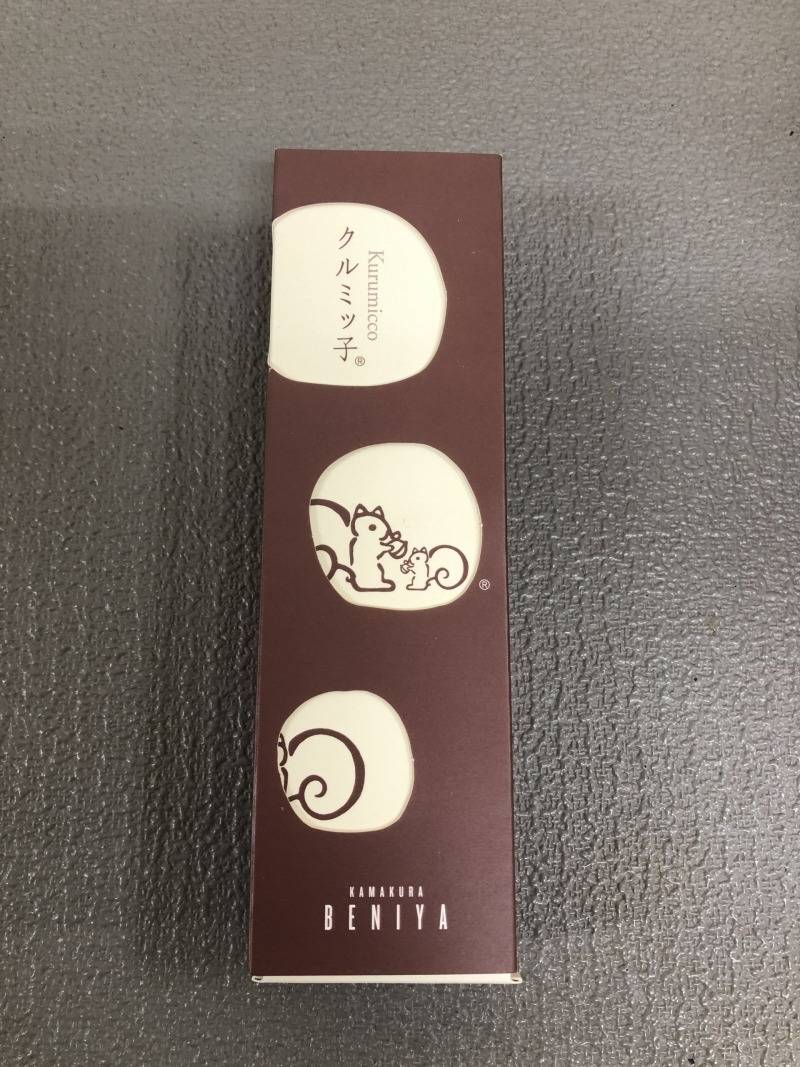 クルミッ子®
Kurumicco
®
KAMAKURA
BENIYA